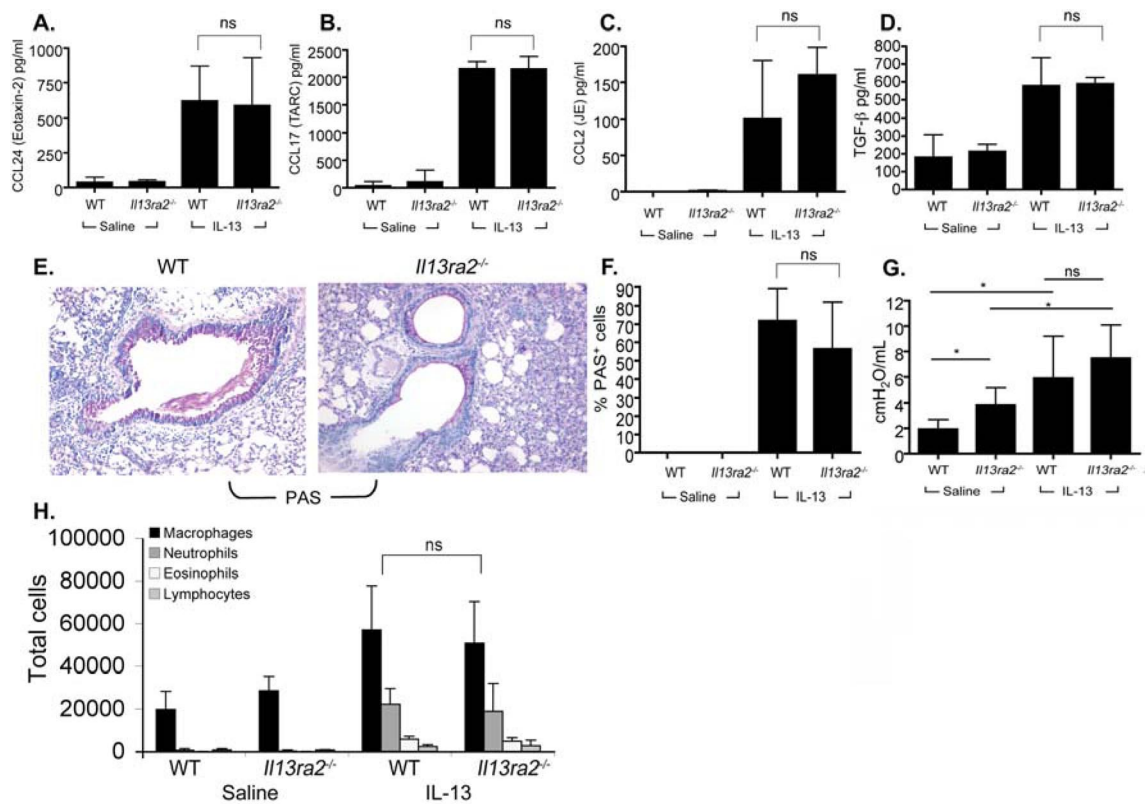 A.
ns
CCL24 (Eotaxin-2) pg/ml
1000
750
500
250
0
WT Il13ra2-/- WT Il13ra2-/-
Saline IL-13
B.
ns
CCL17 (TARC) pg/ml
2500
2000
1500
1000
500
0
WT Il13ra2-/- WT Il13ra2-/-
Saline IL-13
C.
ns
CCL2 (JE) pg/ml
200
150
100
50
0
WT Il13ra2-/- WT Il13ra2-/-
Saline IL-13
D.
ns
TGF-β pg/ml
800
700
600
500
400
300
200
100
0
WT Il13ra2-/- WT Il13ra2-/-
Saline IL-13
E.
WT Il13ra2-/-
PAS
F.
ns
% PAS+ cells
90
80
70
60
50
40
30
20
10
0
WT Il13ra2-/- WT Il13ra2-/-
Saline IL-13
G.
ns
* *
*
cmH2O/mL
12
10
8
6
4
2
0
WT Il13ra2-/- WT Il13ra2-/-
Saline IL-13
H.
Macrophages
Neutrophils
Eosinophils
Lymphocytes
ns
Total cells
100000
80000
60000
40000
20000
0
WT Il13ra2-/- WT Il13ra2-/-
Saline IL-13